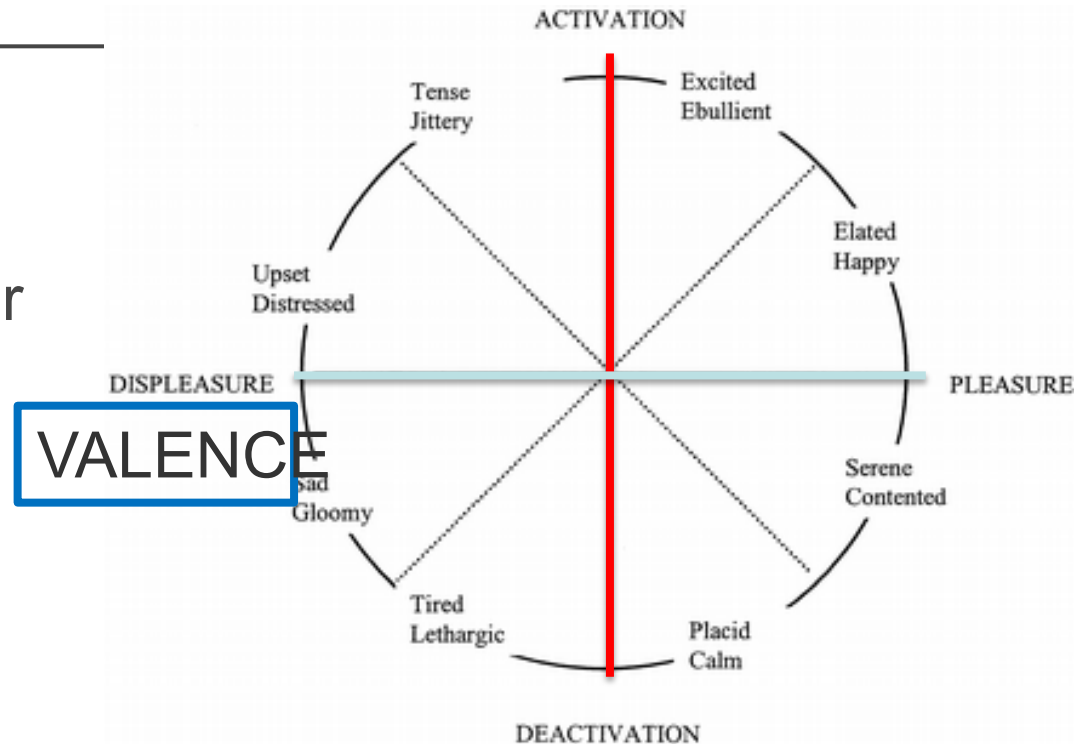 ACTIVATION
Tense
Jittery
Excited
Ebullient
Elated
Happy
Upset
Distressed
r
DISPLEASURE
PLEASURE
VALENCE
Sad
Gloomy
Serene
Contented
Tired
Lethargic
Placid
Calm
DEACTIVATION